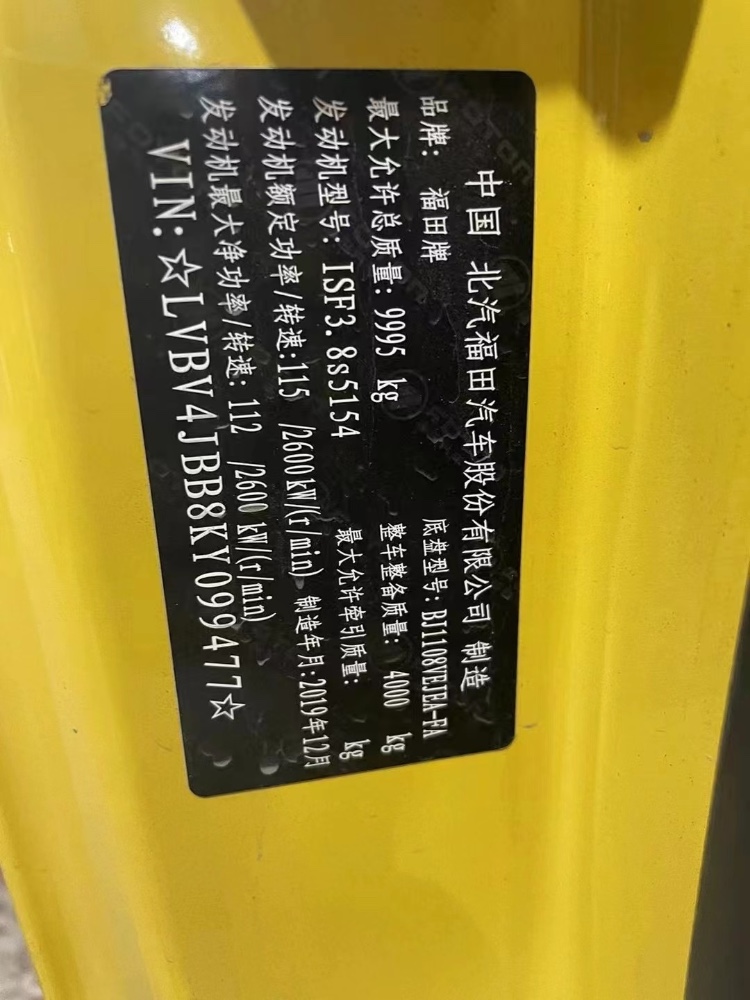 中国 北汽福田汽车股份有限公司 制造
品牌: 福田牌 底盘型号: BJ1108VEJEA-FA
最大允许总质量: 9995 kg 整车整备质量: 4000 kg
发动机型号: ISF3.8s5154 最大允许牵引质量: kg
发动机额定功率/转速:115 /2600kW/(r/min) 制造年月:2019年12月
发动机最大净功率/转速: 112 /2600 kW/(r/min)
VIN:☆LVBV4JBB8KY099477☆